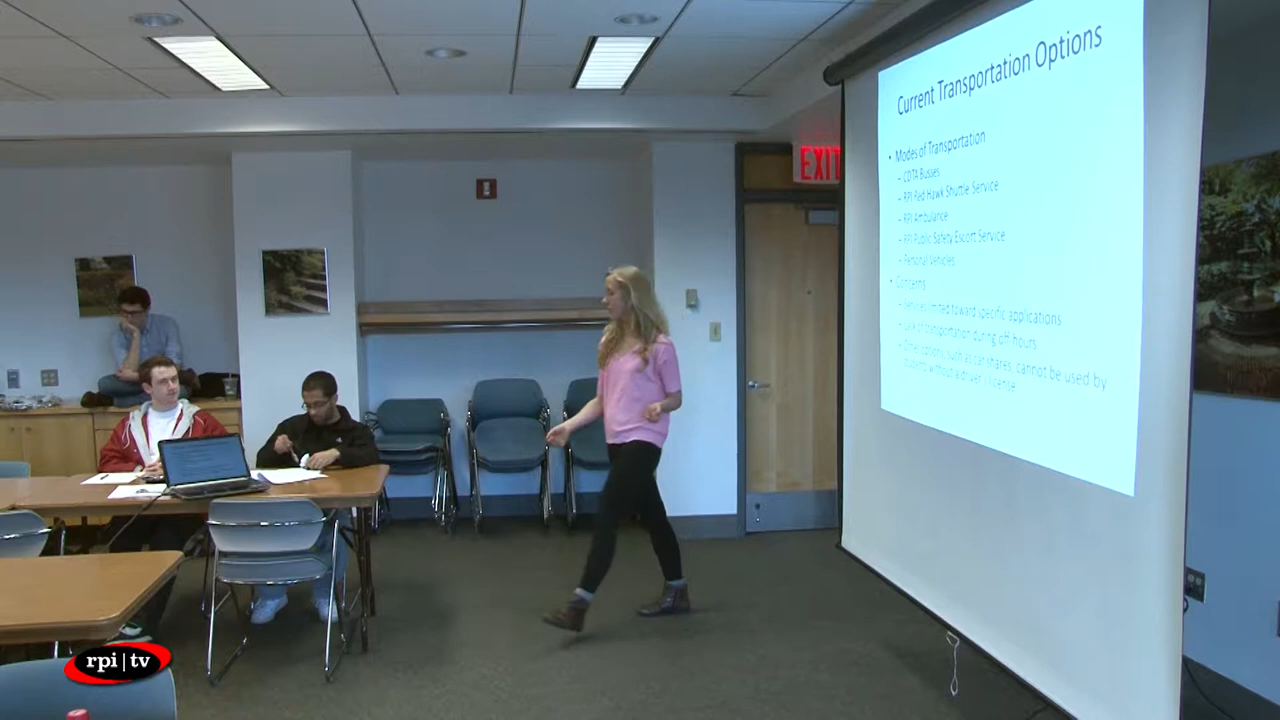 Current Transportation Options
• Modes of Transportation
– CDTA Busses
– RPI Red Hawk Shuttle Service
– RPI Ambulance
– RPI Public Safety Escort Service
– Personal Vehicles
• Concerns
– Services limited toward specific applications
– Lack of transportation during off hours
– Other options, such as car shares, cannot be used by
students without a driver's license
EXIT
rpi|tv